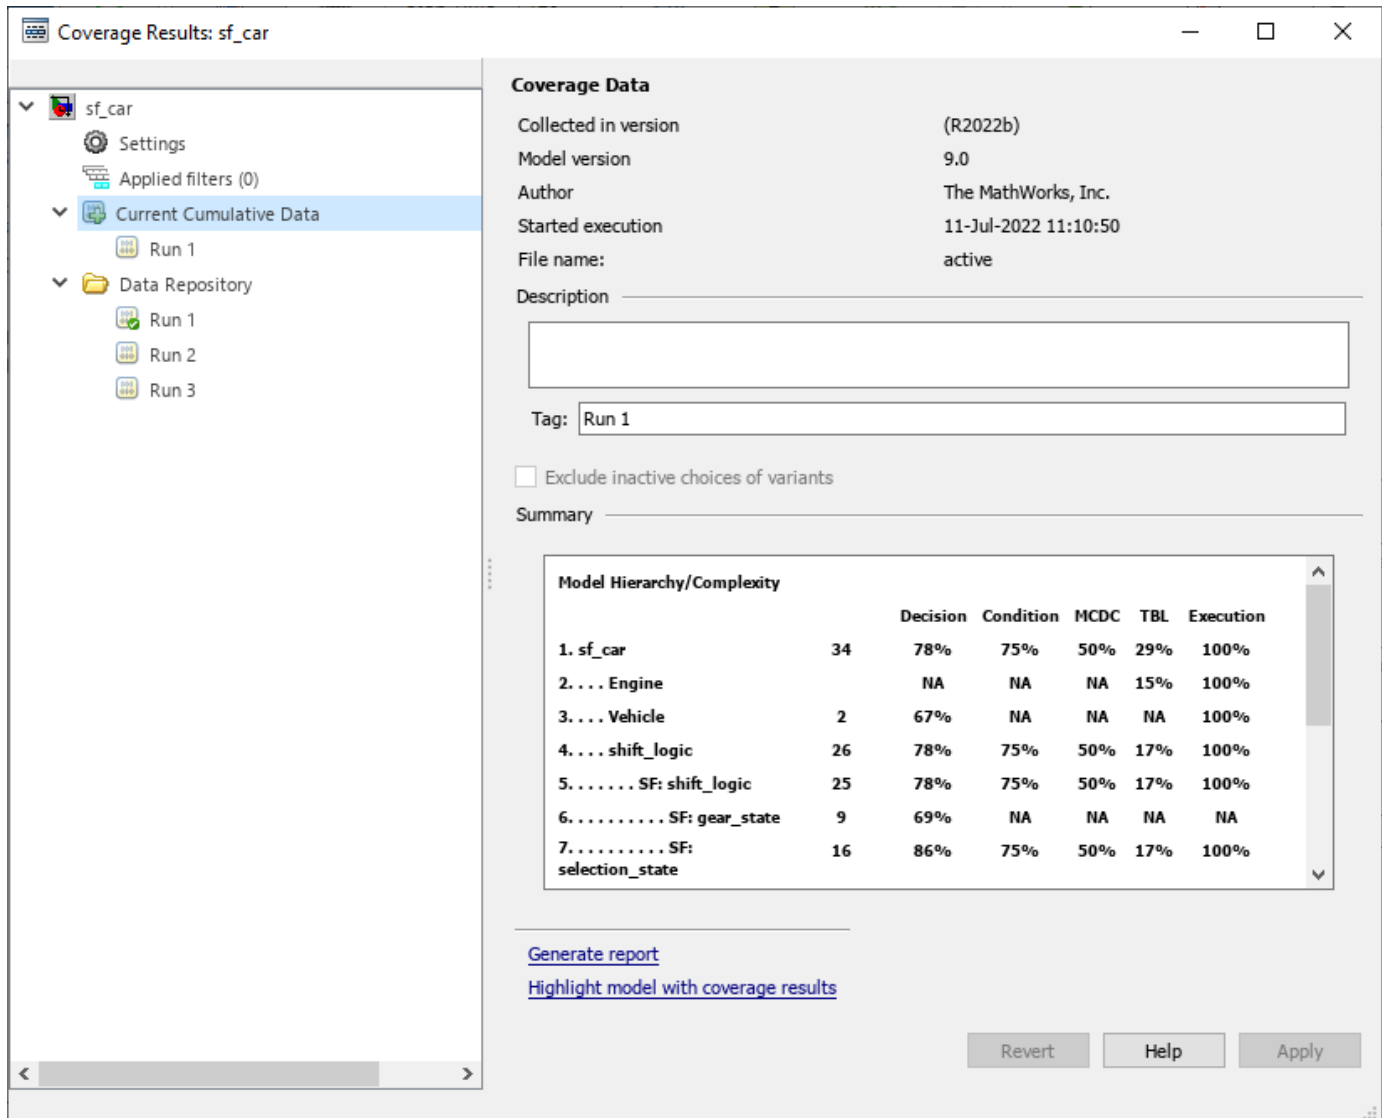 Coverage Results: sf_car
sf_car
Settings
Applied filters (0)
Current Cumulative Data
Run 1
Data Repository
Run 1
Run 2
Run 3
Coverage Data
Collected in version (R2022b)
Model version 9.0
Author The MathWorks, Inc.
Started execution 11-Jul-2022 11:10:50
File name: active
Description
Tag: Run 1
Exclude inactive choices of variants
Summary
Model Hierarchy/Complexity
Decision Condition MCDC TBL Execution
1. sf_car 34 78% 75% 50% 29% 100%
2. . . . Engine NA NA NA 15% 100%
3. . . . Vehicle 2 67% NA NA NA 100%
4. . . . shift_logic 26 78% 75% 50% 17% 100%
5. . . . . . . SF: shift_logic 25 78% 75% 50% 17% 100%
6. . . . . . . . . . SF: gear_state 9 69% NA NA NA NA
7. . . . . . . . . . SF: 16 86% 75% 50% 17% 100%
selection_state
Generate report
Highlight model with coverage results
Revert Help Apply